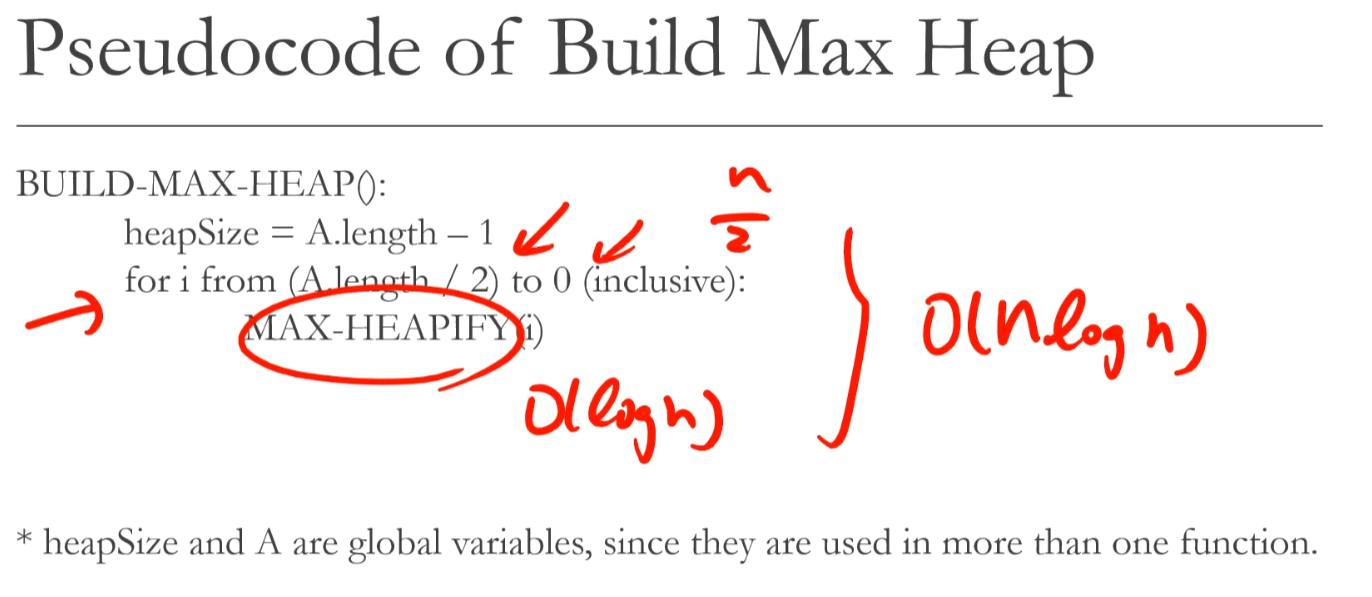 Pseudocode of Build Max Heap
BUILD-MAX-HEAP():
heapSize = A.length – 1
n
2
for i from (A.length / 2) to 0 (inclusive):
MAX-HEAPIFY(i)
O(n log n)
O(log n)
* heapSize and A are global variables, since they are used in more than one function.